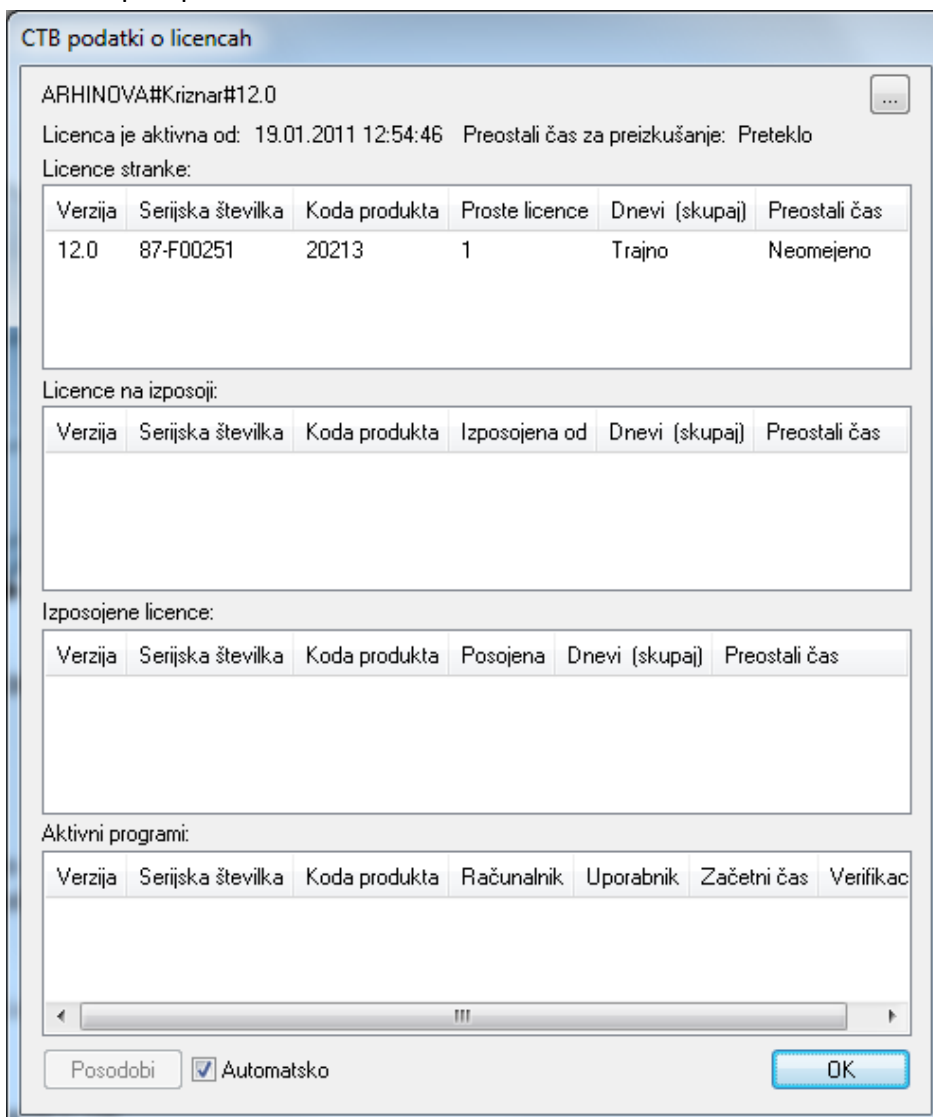 CTB podatki o licencah
ARHINOVA#Kriznar#12.0
...
Licenca je aktivna od: 19.01.2011 12:54:46 Preostali čas za preizkušanje: Preteklo
Licence stranke:
Verzija Serijska številka Koda produkta Proste licence Dnevi (skupaj) Preostali čas
12.0 87-F00251 20213 1 Trajno Neomejeno
Licence na izposoji:
Verzija Serijska številka Koda produkta Izposojena od Dnevi (skupaj) Preostali čas
Izposojene licence:
Verzija Serijska številka Koda produkta Posojena Dnevi (skupaj) Preostali čas
Aktivni programi:
Verzija Serijska številka Koda produkta Računalnik Uporabnik Začetni čas Verifikac
Posodobi Automatsko OK